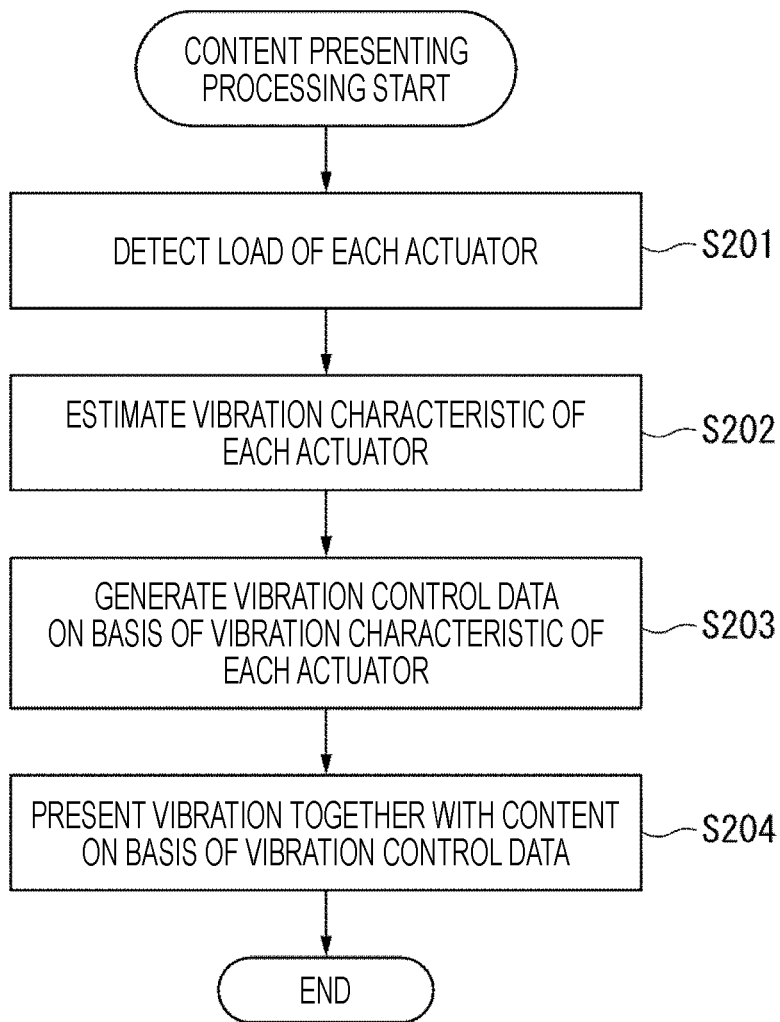 CONTENT PRESENTING
PROCESSING START
DETECT LOAD OF EACH ACTUATOR
S201
ESTIMATE VIBRATION CHARACTERISTIC OF
EACH ACTUATOR
S202
GENERATE VIBRATION CONTROL DATA
ON BASIS OF VIBRATION CHARACTERISTIC OF
EACH ACTUATOR
S203
PRESENT VIBRATION TOGETHER WITH CONTENT
ON BASIS OF VIBRATION CONTROL DATA
S204
END